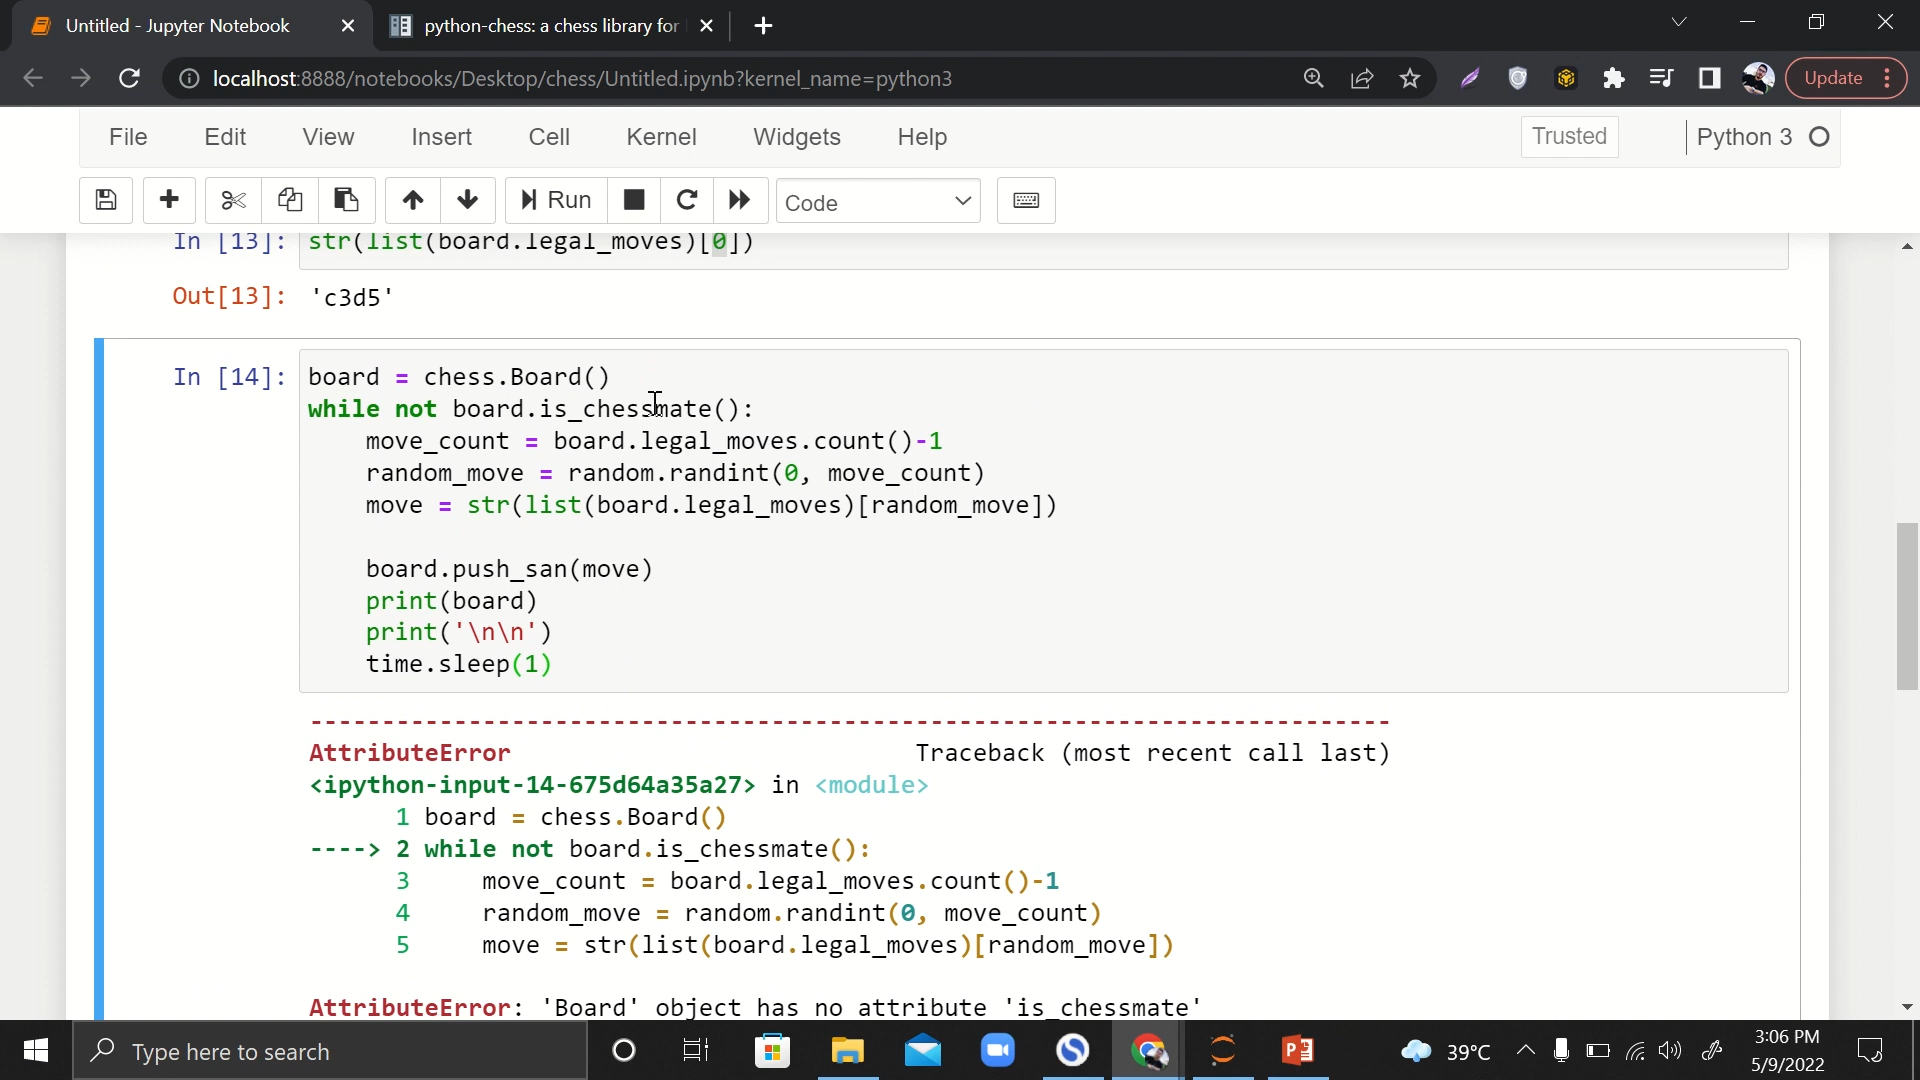 Untitled - Jupyter Notebook
python-chess: a chess library for
localhost:8888/notebooks/Desktop/chess/Untitled.ipynb?kernel_name=python3
Update
File Edit View Insert Cell Kernel Widgets Help
Trusted
Python 3
Run
Code
In [13]: str(list(board.legal_moves)[0])
Out[13]: 'c3d5'
In [14]: board = chess.Board()
while not board.is_chessmate():
    move_count = board.legal_moves.count()-1
    random_move = random.randint(0, move_count)
    move = str(list(board.legal_moves)[random_move])
    board.push_san(move)
    print(board)
    print('\n\n')
    time.sleep(1)
---------------------------------------------------------------------------
AttributeError Traceback (most recent call last)
<ipython-input-14-675d64a35a27> in <module>
1 board = chess.Board()
----> 2 while not board.is_chessmate():
3     move_count = board.legal_moves.count()-1
4     random_move = random.randint(0, move_count)
5     move = str(list(board.legal_moves)[random_move])
AttributeError: 'Board' object has no attribute 'is_chessmate'
Type here to search
39°C
3:06 PM
5/9/2022